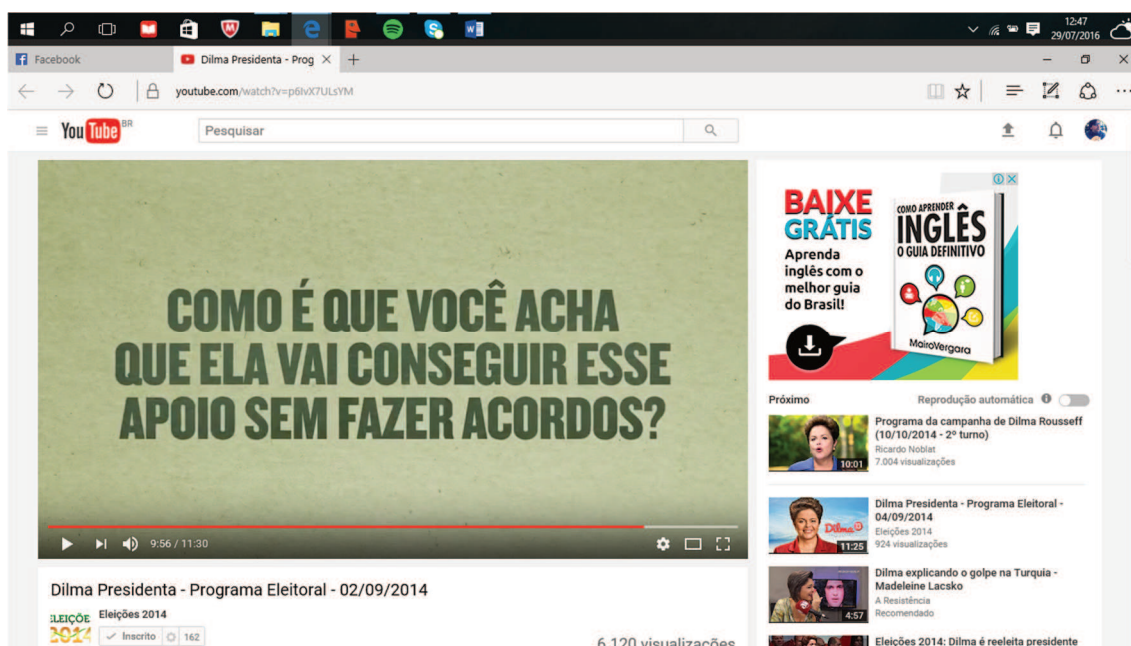 12:47
29/07/2016
Facebook
Dilma Presidenta - Prog
youtube.com/watch?v=p6IvX7ULsYM
YouTube BR
Pesquisar
COMO É QUE VOCÊ ACHA
QUE ELA VAI CONSEGUIR ESSE
APOIO SEM FAZER ACORDOS?
9:56 / 11:30
Dilma Presidenta - Programa Eleitoral - 02/09/2014
Eleições 2014
Inscrito 162
6.120 visualizações
BAIXE
GRÁTIS
Aprenda
inglês com o
melhor guia
do Brasil!
COMO APRENDER
INGLÊS
O GUIA DEFINITIVO
MairoVergara
Próximo
Reprodução automática
Programa da campanha de Dilma Rousseff
(10/10/2014 - 2º turno)
Ricardo Noblat
7.004 visualizações
10:01
Dilma Presidenta - Programa Eleitoral -
04/09/2014
Eleições 2014
924 visualizações
Dilma
11:25
Dilma explicando o golpe na Turquia -
Madeleine Lacsko
A Resistência
Recomendado
4:57
Eleições 2014: Dilma é reeleita presidente